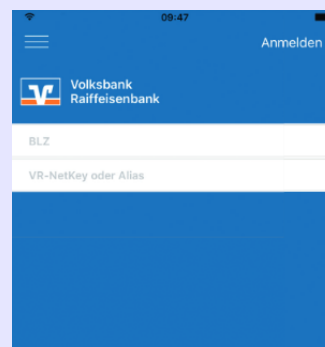 09:47
Anmelden
Volksbank
Raiffeisenbank
BLZ
VR-NetKey oder Alias